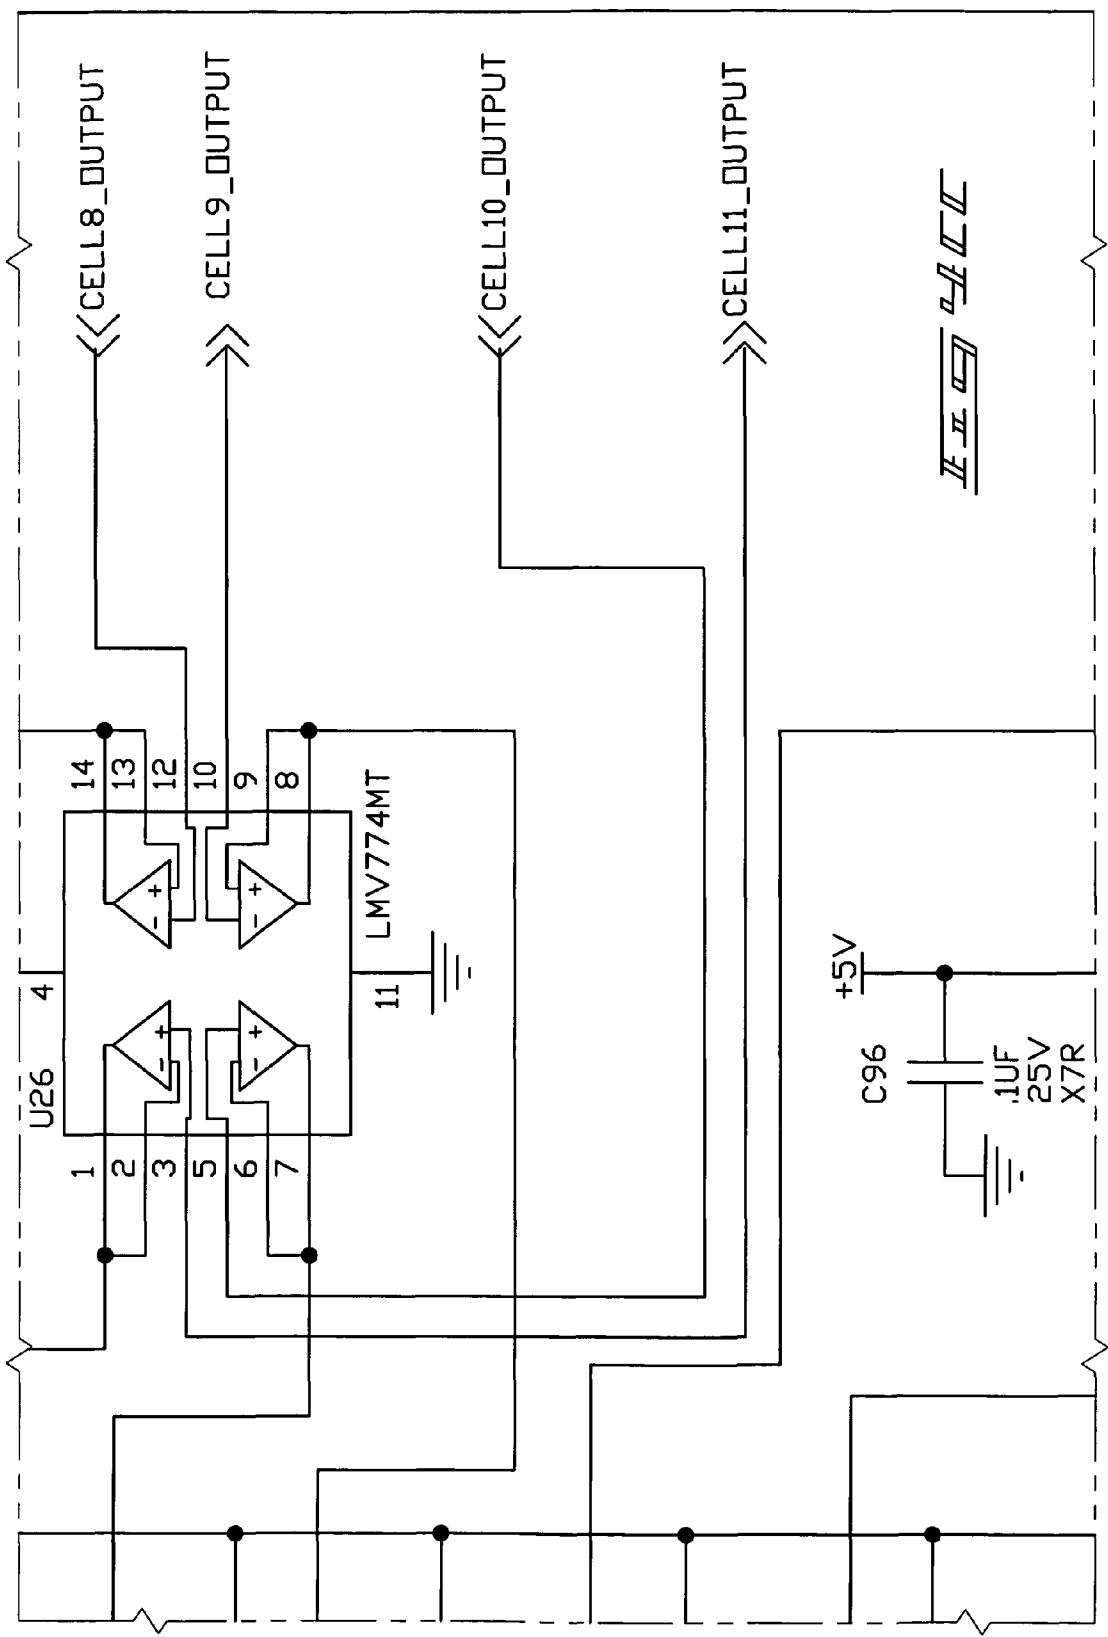 CELL8_OUTPUT
CELL9_OUTPUT
CELL10_OUTPUT
CELL11_OUTPUT
14
13
12
10
9
8
LMV774MT
4
11
U26
1
2
3
5
6
7
+5V
C96
.1UF
25V
X7R